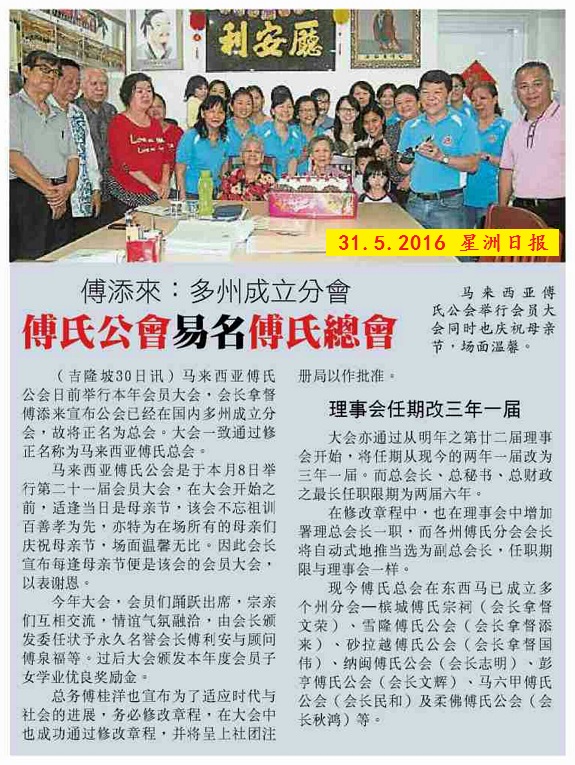 利安廳
31.5.2016 星洲日报
傅添來：多州成立分會
傅氏公會易名傅氏總會
马来西亚傅
氏公会举行会员大
会同时也庆祝母亲
节，场面温馨。
（吉隆坡30日讯）马来西亚傅氏
公会日前举行本年会员大会，会长拿督
傅添来宣布公会已经在国内多州成立分
会，故将正名为总会。大会一致通过修
正名称为马来西亚傅氏总会。
马来西亚傅氏公会是于本月8日举
行第二十一届会员大会，在大会开始之
前，适逢当日是母亲节，该会不忘祖训
百善孝为先，亦特为在场所有的母亲们
庆祝母亲节，场面温馨无比。因此会长
宣布每逢母亲节便是该会的会员大会，
以表谢恩。
今年大会，会员们踊跃出席，宗亲
们互相交流，情谊气氛融洽，由会长颁
发委任状予永久名誉会长傅利安与顾问
傅泉福等。过后大会颁发本年度会员子
女学业优良奖励金。
总务傅桂洋也宣布为了适应时代与
社会的进展，务必修改章程，在大会中
也成功通过修改章程，并将呈上社团注
册局以作批准。
理事会任期改三年一届
大会亦通过从明年之第廿二届理事
会开始，将任期从现今的两年一届改为
三年一届。而总会长、总秘书、总财政
之最长任职限期为两届六年。
在修改章程中，也在理事会中增加
署理总会长一职，而各州傅氏分会会长
将自动式地推当选为副总会长，任职期
限与理事会一样。
现今傅氏总会在东西马已成立多
个州分会—槟城傅氏宗祠（会长拿督
文荣）、雪隆傅氏公会（会长拿督添
来）、砂拉越傅氏公会（会长拿督国
伟）、纳闽傅氏公会（会长志明）、彭
亨傅氏公会（会长文辉）、马六甲傅氏
公会（会长民和）及柔佛傅氏公会（会
长秋鸿）等。